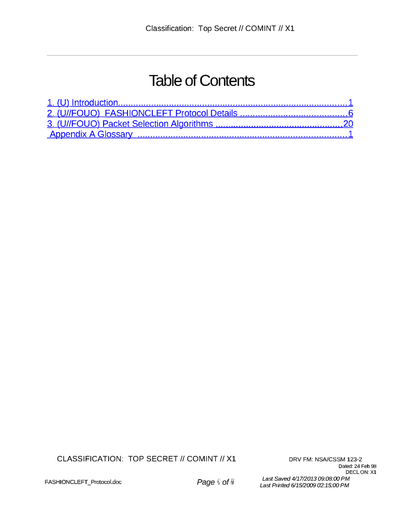 Classification: Top Secret // COMINT // X1
Table of Contents
1. (U) Introduction...1
2. (U//FOUO) FASHIONCLEFT Protocol Details ...6
3. (U//FOUO) Packet Selection Algorithms ...20
Appendix A Glossary ...1
CLASSIFICATION: TOP SECRET // COMINT // X1
DRV FM: NSA/CSSM 123-2
Dated: 24 Feb 98
DECL ON: X1
Last Saved 4/17/2013 09:08:00 PM
FASHIONCLEFT_Protocol.doc
Page of
Last Printed 6/15/2009 02:15:00 PM